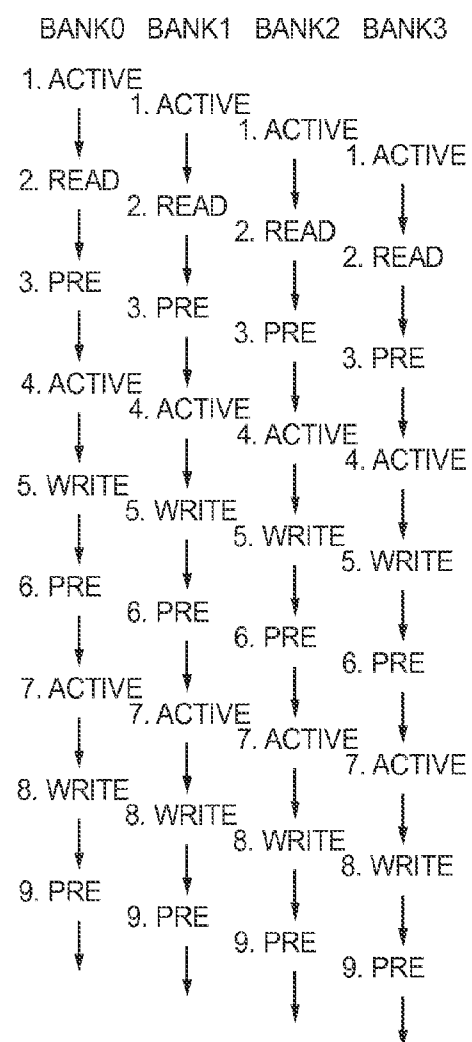 BANK0 BANK1 BANK2 BANK3
1. ACTIVE
1. ACTIVE
1. ACTIVE
1. ACTIVE
2. READ
2. READ
2. READ
2. READ
3. PRE
3. PRE
3. PRE
3. PRE
4. ACTIVE
4. ACTIVE
4. ACTIVE
4. ACTIVE
5. WRITE
5. WRITE
5. WRITE
5. WRITE
6. PRE
6. PRE
6. PRE
6. PRE
7. ACTIVE
7. ACTIVE
7. ACTIVE
7. ACTIVE
8. WRITE
8. WRITE
8. WRITE
8. WRITE
9. PRE
9. PRE
9. PRE
9. PRE